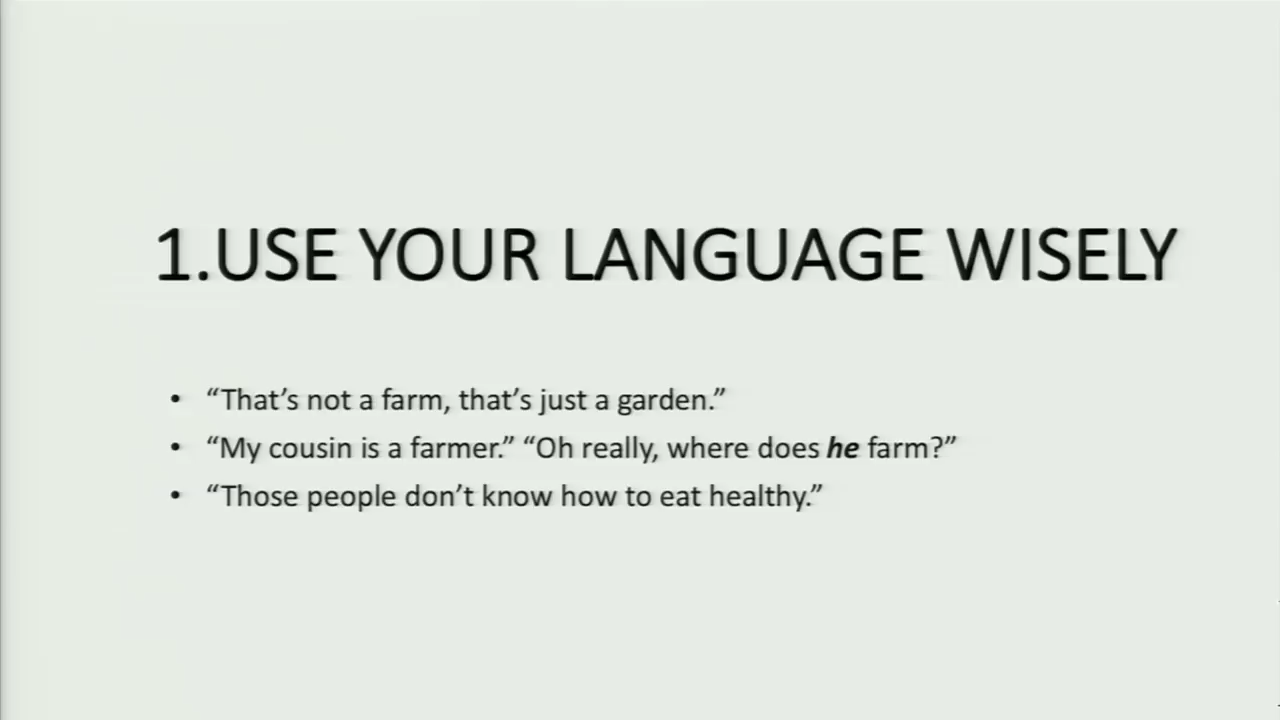 1.USE YOUR LANGUAGE WISELY
• “That’s not a farm, that’s just a garden.”
• “My cousin is a farmer.” “Oh really, where does he farm?”
• “Those people don’t know how to eat healthy.”